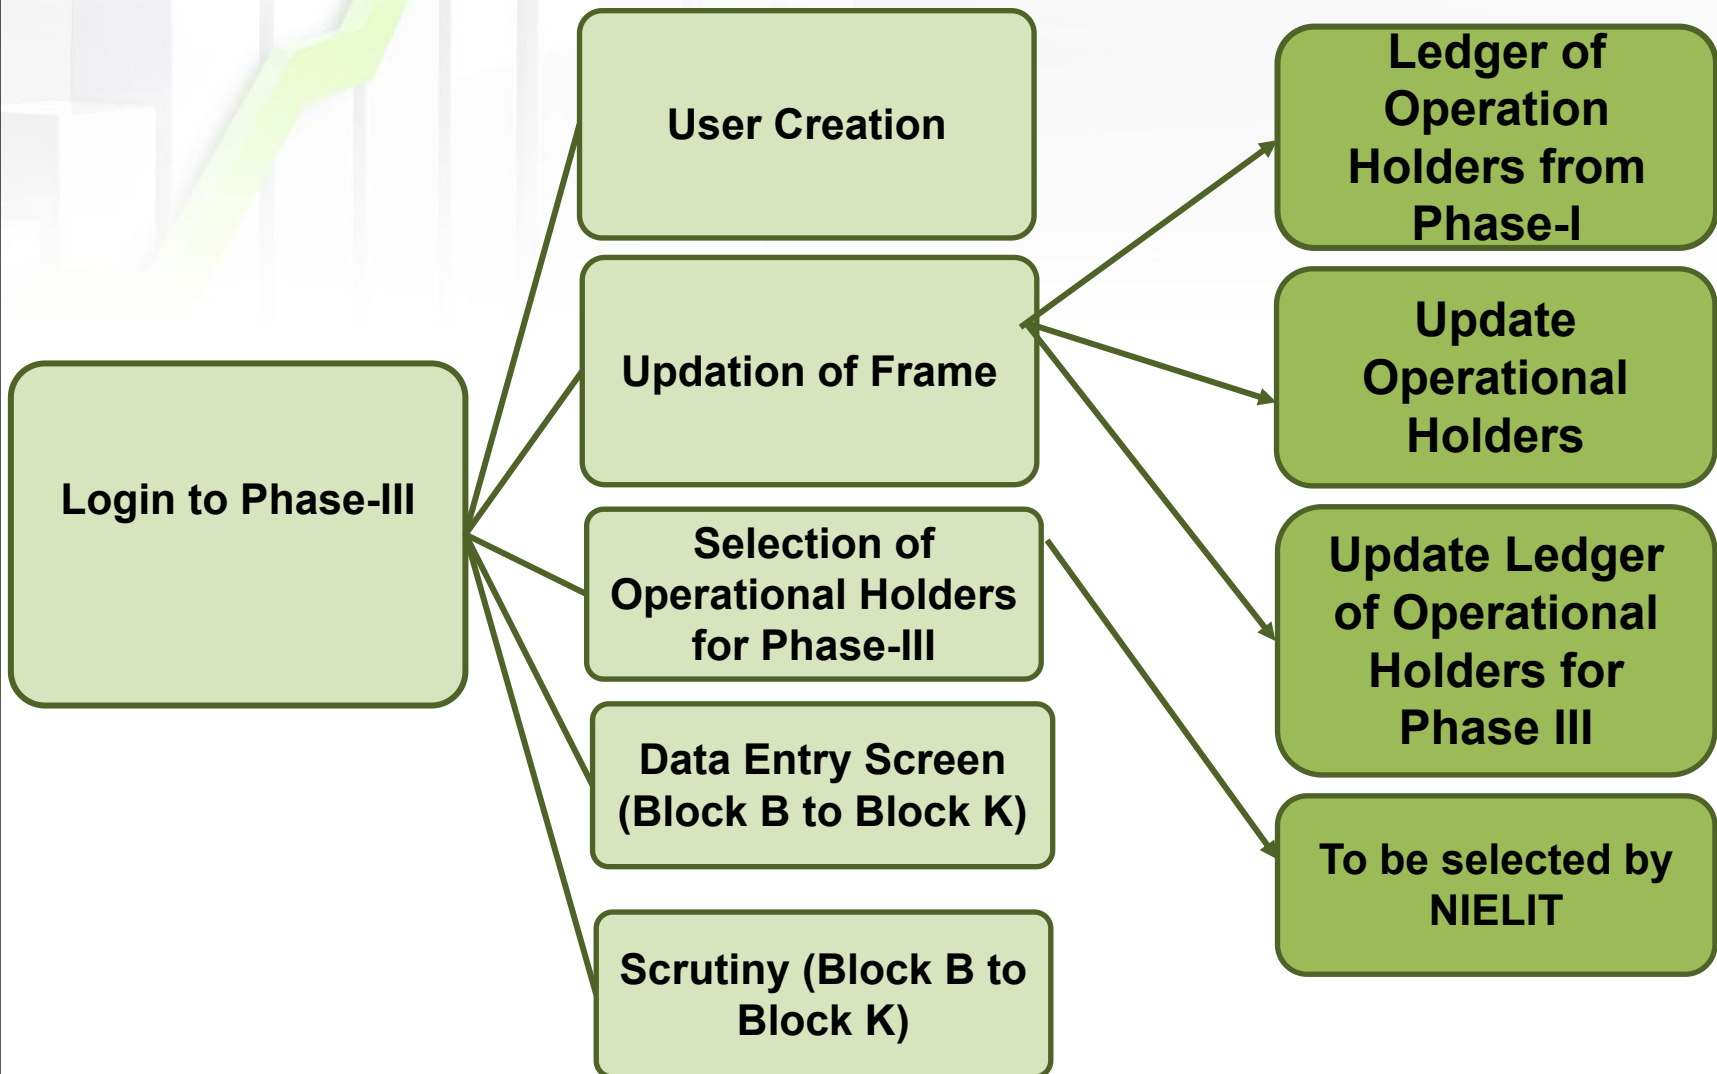 Login to Phase-III
User Creation
Updation of Frame
Selection of
Operational Holders
for Phase-III
Data Entry Screen
(Block B to Block K)
Scrutiny (Block B to
Block K)
Ledger of
Operation
Holders from
Phase-I
Update
Operational
Holders
Update Ledger
of Operational
Holders for
Phase III
To be selected by
NIELIT